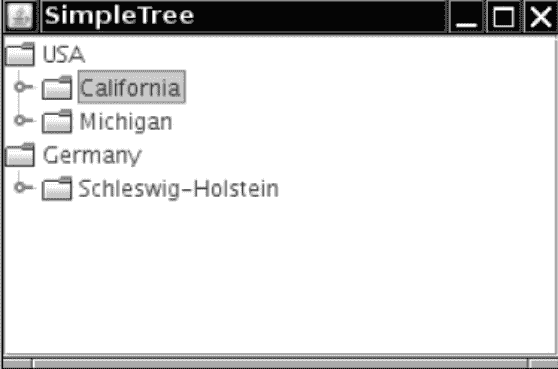 SimpleTree
USA
California
Michigan
Germany
Schleswig-Holstein